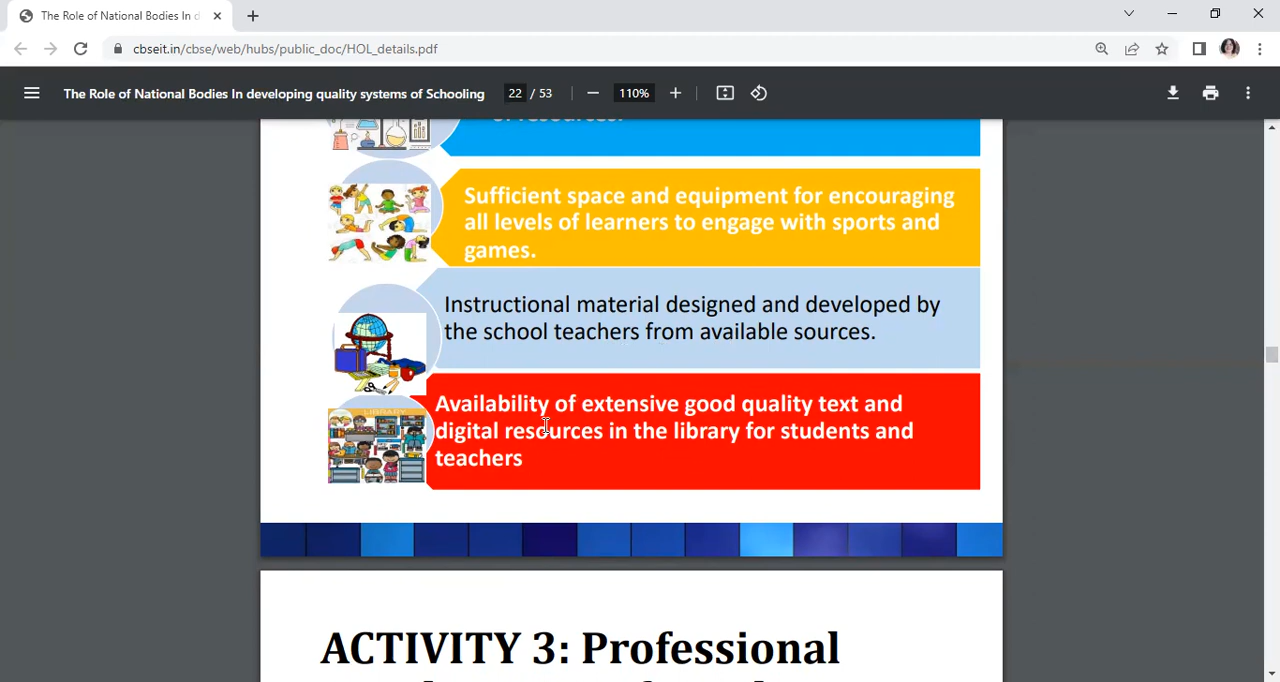 The Role of National Bodies In d
cbseit.in/cbse/web/hubs/public_doc/HOL_details.pdf
The Role of National Bodies In developing quality systems of Schooling
22 / 53
110%
of resources.
Sufficient space and equipment for encouraging
all levels of learners to engage with sports and
games.
Instructional material designed and developed by
the school teachers from available sources.
LIBRARY
Availability of extensive good quality text and
digital resources in the library for students and
teachers
ACTIVITY 3: Professional